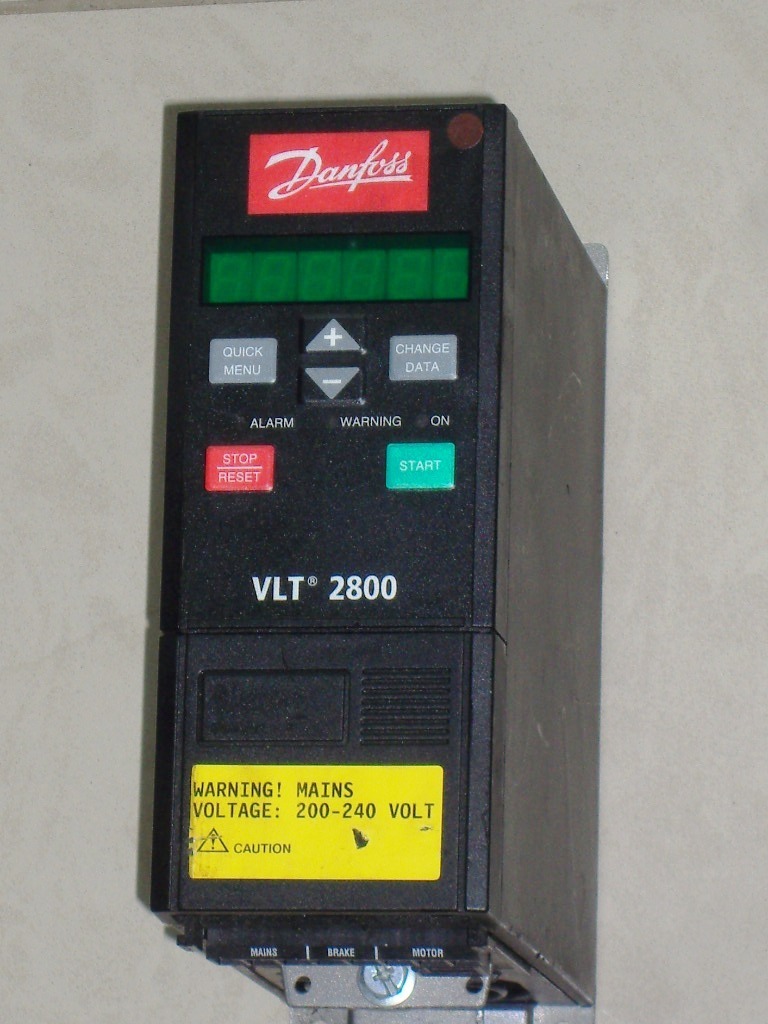 Danfoss
QUICK
MENU
+
−
CHANGE
DATA
ALARM WARNING ON
STOP
RESET
START
VLT® 2800
WARNING! MAINS
VOLTAGE: 200-240 VOLT
CAUTION
MAINS BRAKE MOTOR